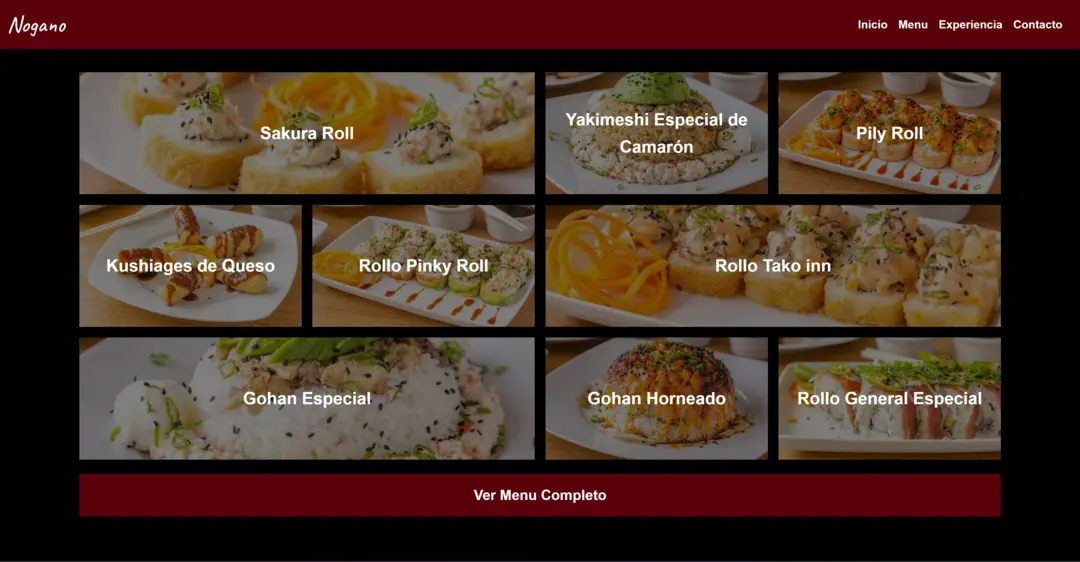 Nogano
Inicio Menu Experiencia Contacto
Sakura Roll
Yakimeshi Especial de
Camarón
Pily Roll
Kushiages de Queso
Rollo Pinky Roll
Rollo Tako inn
Gohan Especial
Gohan Horneado
Rollo General Especial
Ver Menu Completo